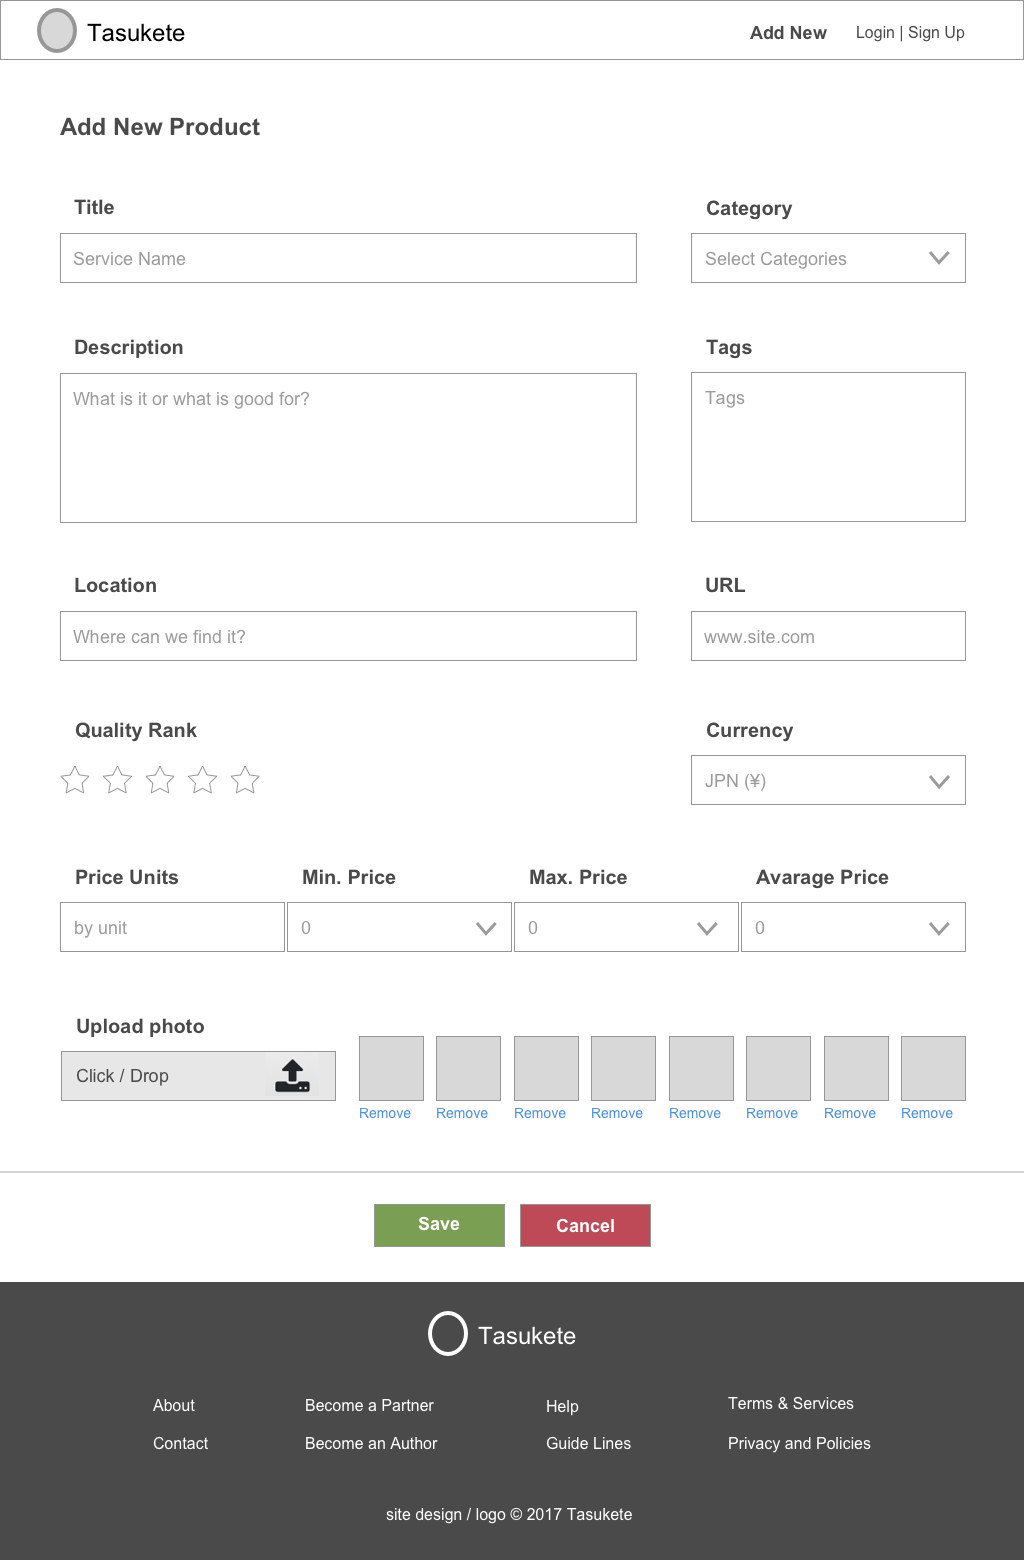 Tasukete
Add New
Login | Sign Up
Add New Product
Title
Category
Service Name
Select Categories
Description
Tags
What is it or what is good for?
Tags
Location
URL
Where can we find it?
www.site.com
Quality Rank
Currency
JPN (¥)
Price Units
Min. Price
Max. Price
Avarage Price
by unit
0
0
0
Upload photo
Click / Drop
Remove
Remove
Remove
Remove
Remove
Remove
Remove
Remove
Save
Cancel
Tasukete
About
Become a Partner
Help
Terms & Services
Contact
Become an Author
Guide Lines
Privacy and Policies
site design / logo © 2017 Tasukete